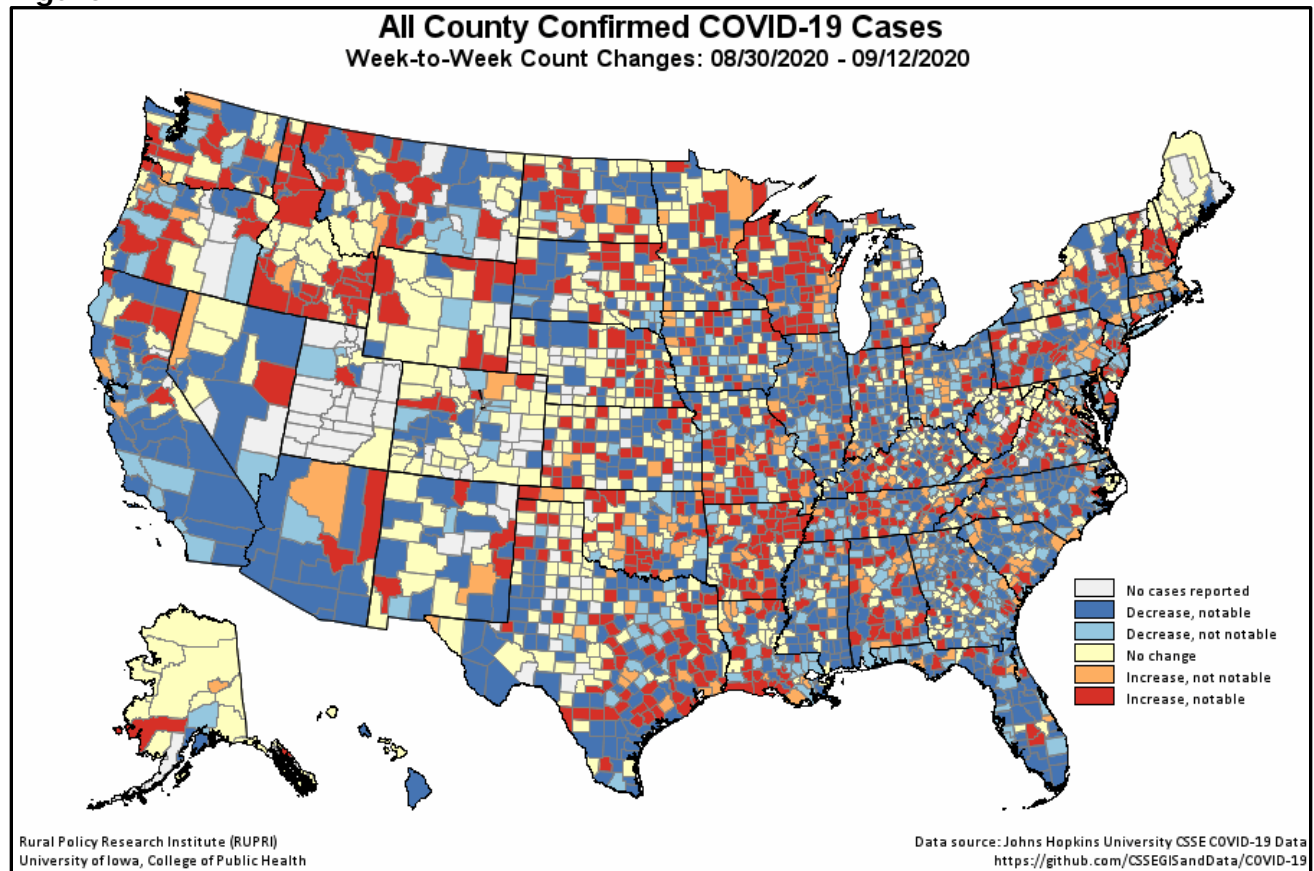 All County Confirmed COVID-19 Cases
Week-to-Week Count Changes: 08/30/2020 - 09/12/2020
No cases reported
Decrease, notable
Decrease, not notable
No change
Increase, not notable
Increase, notable
Rural Policy Research Institute (RUPRI)
University of Iowa, College of Public Health
Data source: Johns Hopkins University CSSE COVID-19 Data
https://github.com/CSSEGISandData/COVID-19